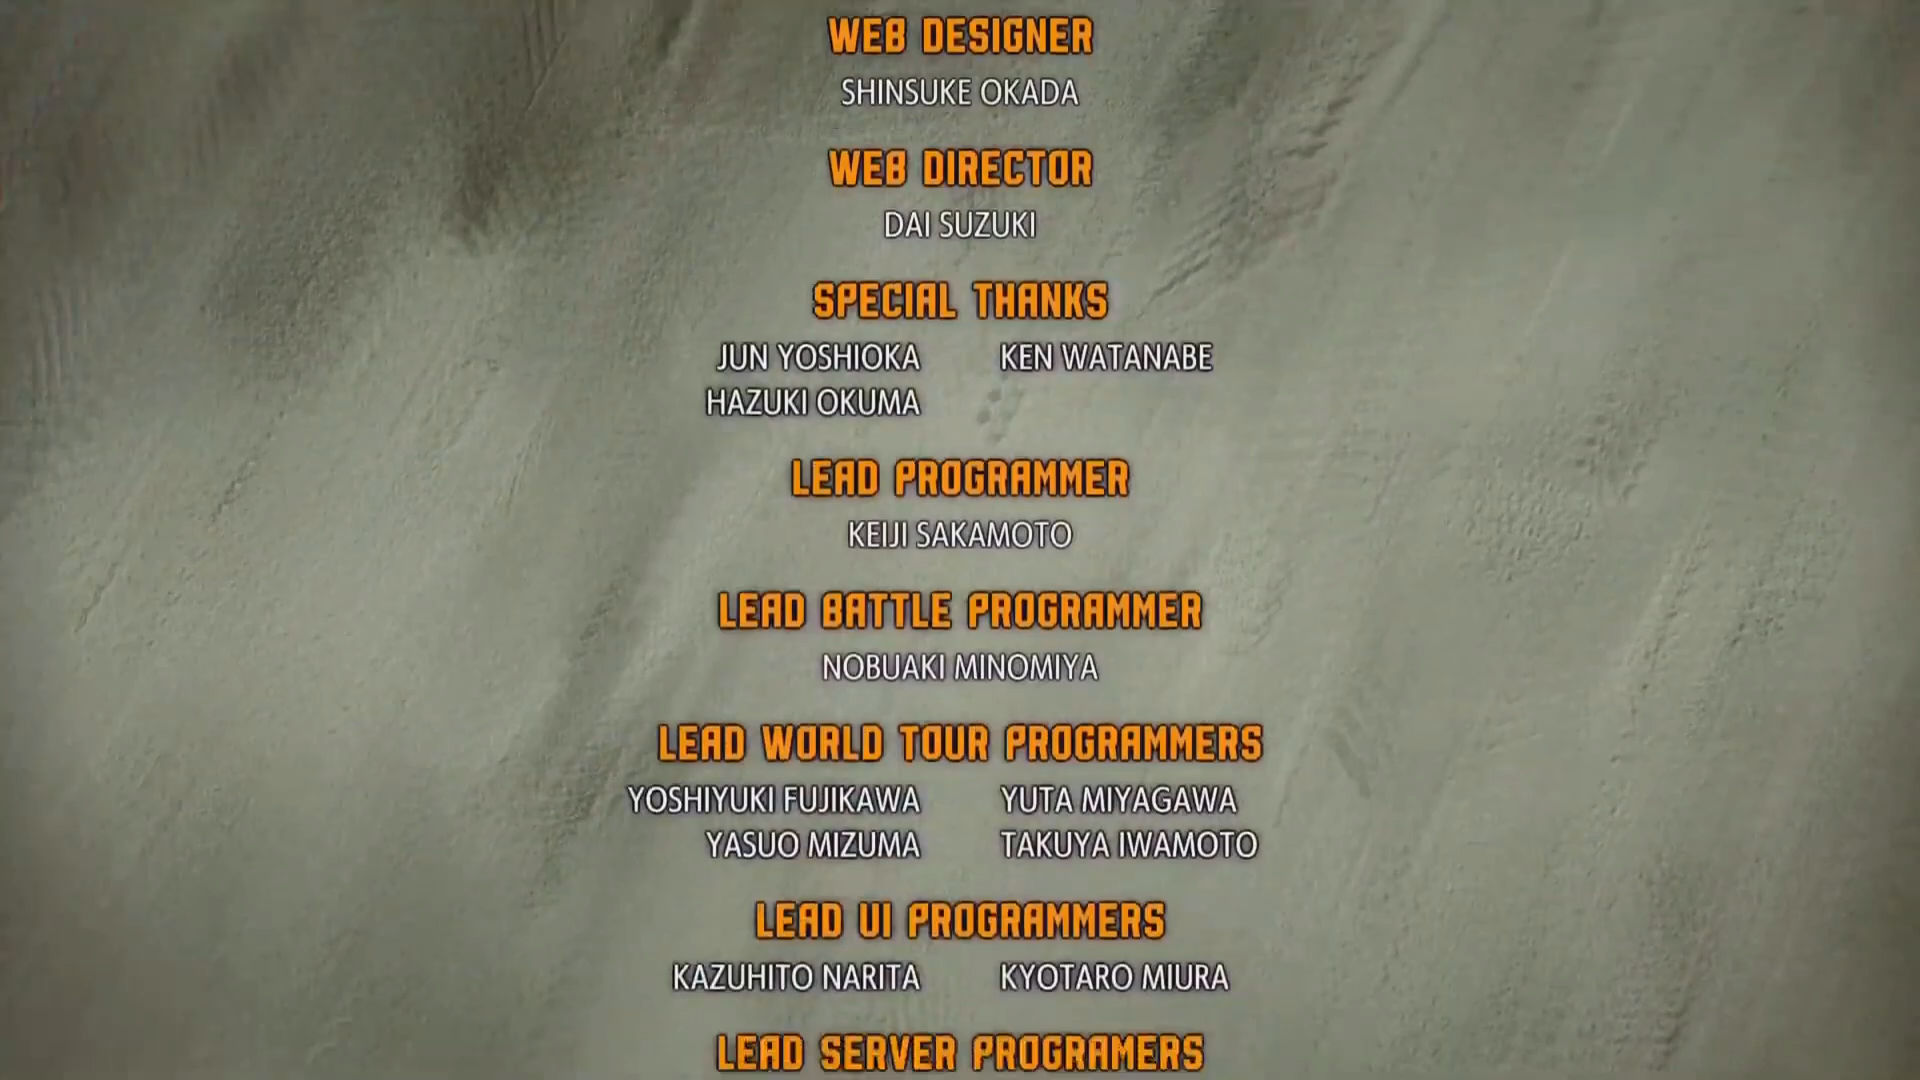 WEB DESIGNER
SHINSUKE OKADA
WEB DIRECTOR
DAI SUZUKI
SPECIAL THANKS
JUN YOSHIOKA KEN WATANABE
HAZUKI OKUMA
LEAD PROGRAMMER
KEIJI SAKAMOTO
LEAD BATTLE PROGRAMMER
NOBUAKI MINOMIYA
LEAD WORLD TOUR PROGRAMMERS
YOSHIYUKI FUJIKAWA YUTA MIYAGAWA
YASUO MIZUMA TAKUYA IWAMOTO
LEAD UI PROGRAMMERS
KAZUHITO NARITA KYOTARO MIURA
LEAD SERVER PROGRAMERS